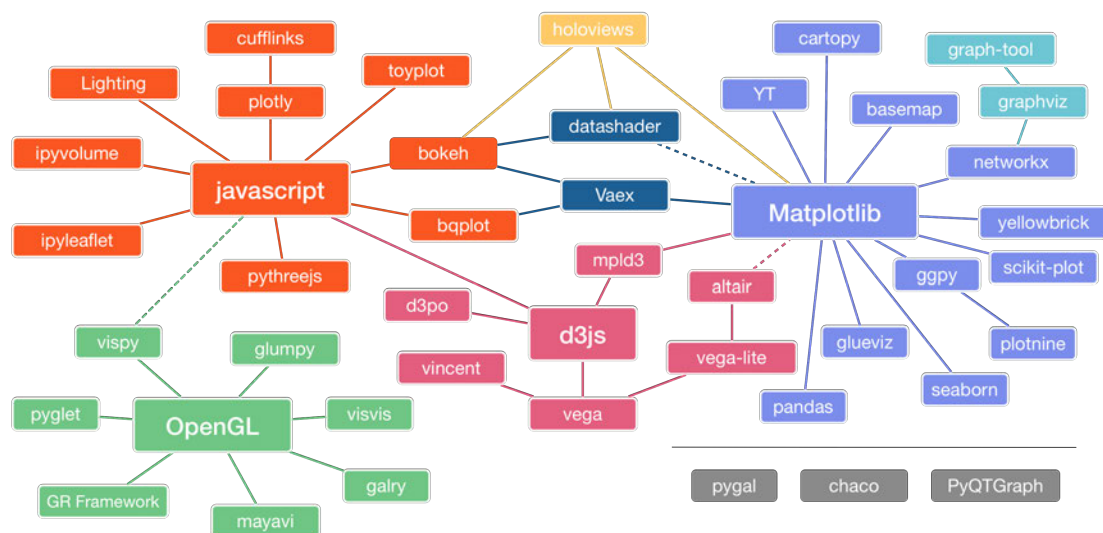 holoviews
cufflinks
cartopy
graph-tool
Lighting
toyplot
YT
plotly
graphviz
basemap
datashader
ipyvolume
bokeh
networkx
javascript
Vaex
Matplotlib
bqplot
yellowbrick
ipyleaflet
mpld3
scikit-plot
pythreejs
ggpy
altair
d3po
d3js
vispy
glumpy
glueviz
plotnine
vega-lite
vincent
seaborn
pandas
pyglet
visvis
vega
OpenGL
galry
pygal
chaco
PyQTGraph
GR Framework
mayavi